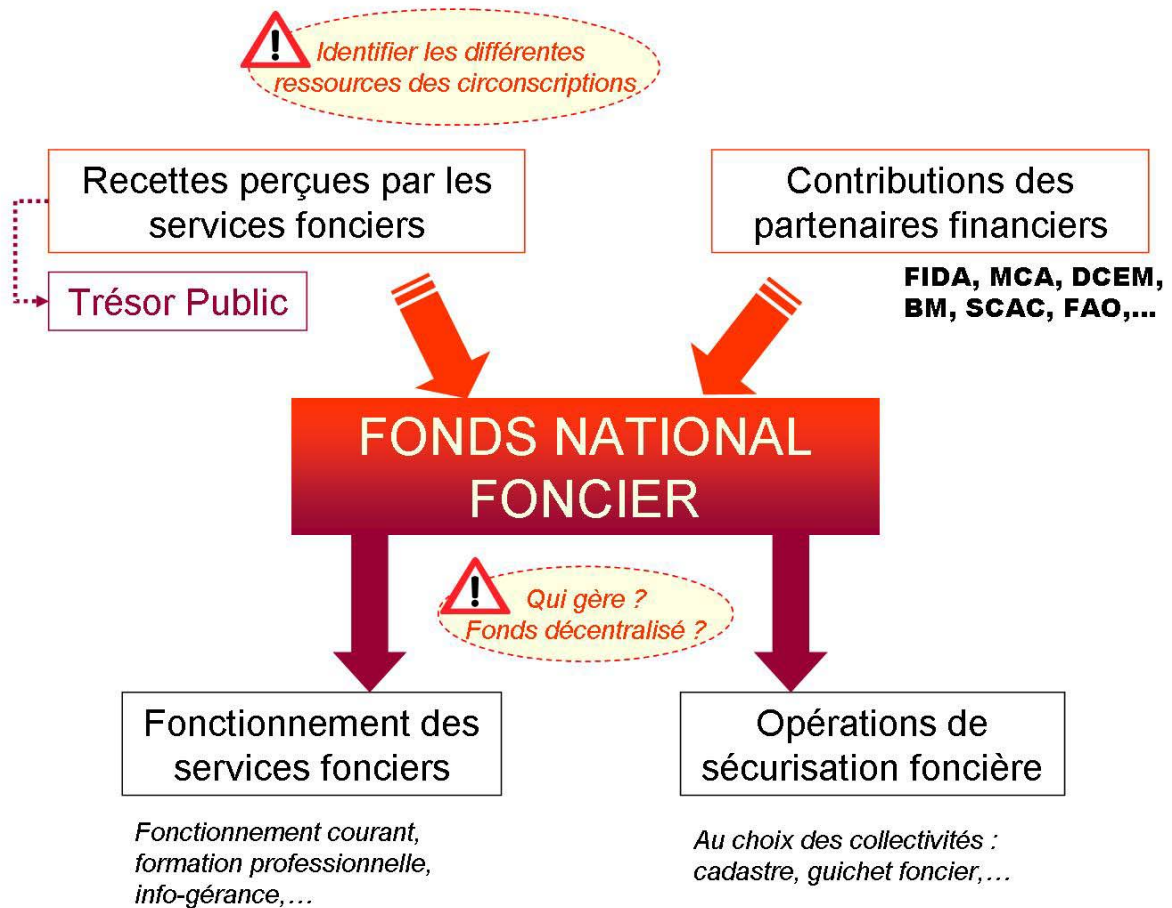 !
Identifier les différentes
ressources des circonscriptions
Recettes perçues par les
services fonciers
Contributions des
partenaires financiers
Trésor Public
FIDA, MCA, DCEM,
BM, SCAC, FAO,...
FONDS NATIONAL
FONCIER
!
Qui gère ?
Fonds décentralisé ?
Fonctionnement des
services fonciers
Opérations de
sécurisation foncière
Fonctionnement courant,
formation professionnelle,
info-gérance,...
Au choix des collectivités :
cadastre, guichet foncier,...